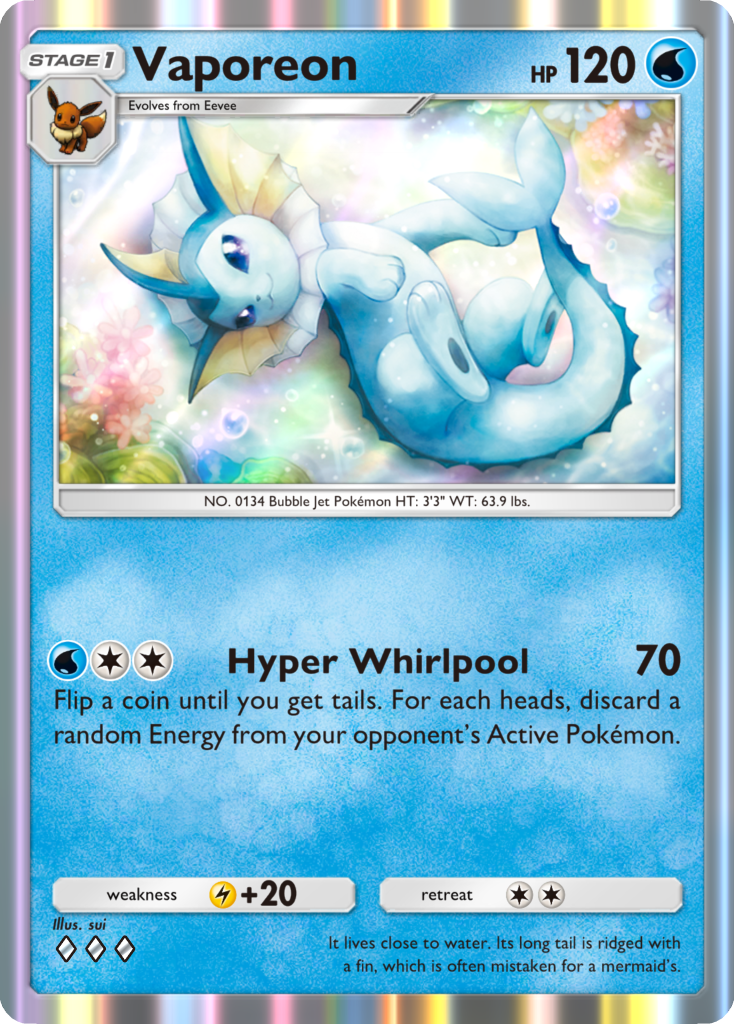 STAGE 1 Vaporeon HP 120
Evolves from Eevee
NO. 0134 Bubble Jet Pokémon HT: 3'3" WT: 63.9 lbs.
Hyper Whirlpool 70
Flip a coin until you get tails. For each heads, discard a
random Energy from your opponent's Active Pokémon.
weakness +20 retreat
Illus. sui
It lives close to water. Its long tail is ridged with
a fin, which is often mistaken for a mermaid's.